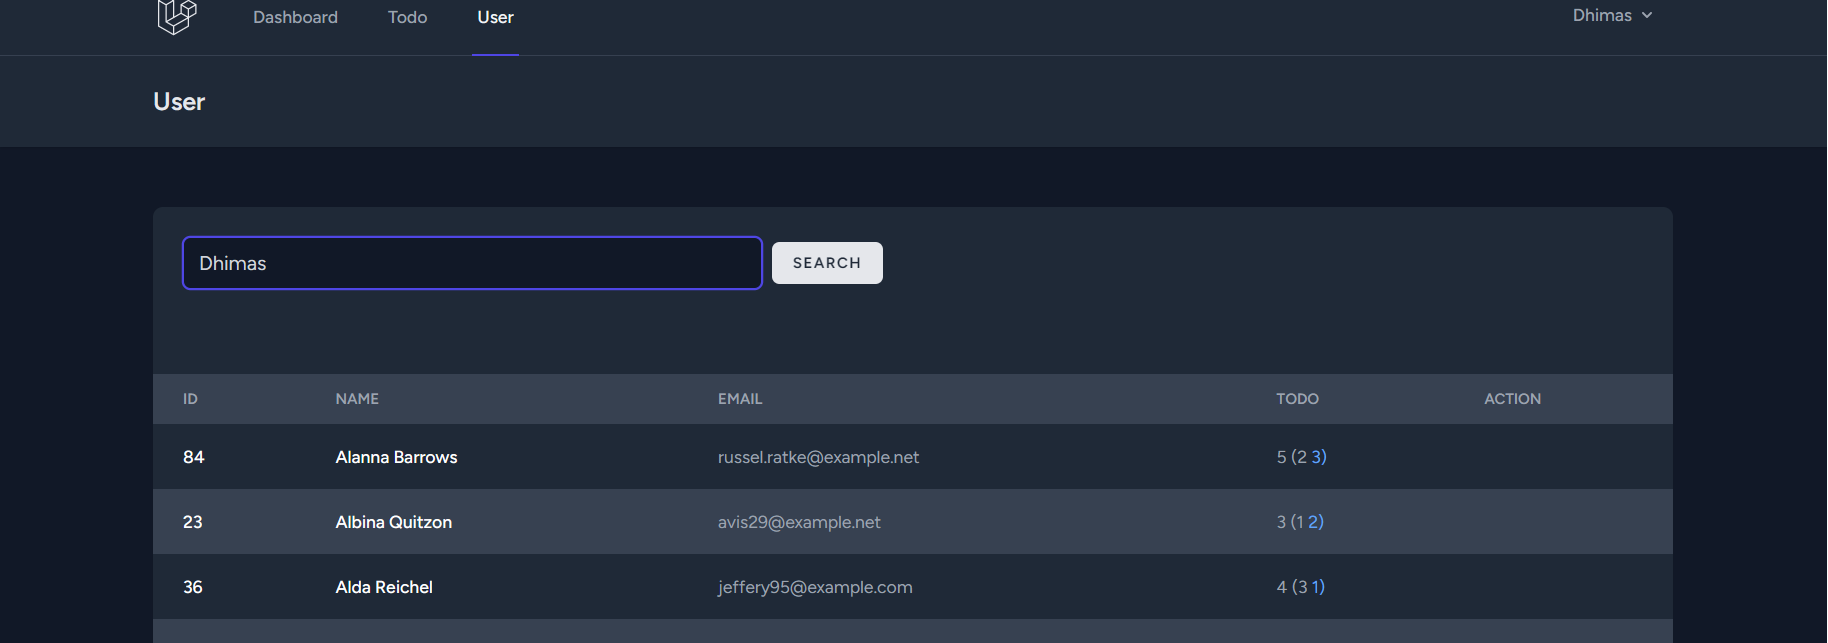 Dashboard Todo User Dhimas
User
Dhimas SEARCH
ID NAME EMAIL TODO ACTION
84 Alanna Barrows russel.ratke@example.net 5 (2 3)
23 Albina Quitzon avis29@example.net 3 (1 2)
36 Alda Reichel jeffery95@example.com 4 (3 1)